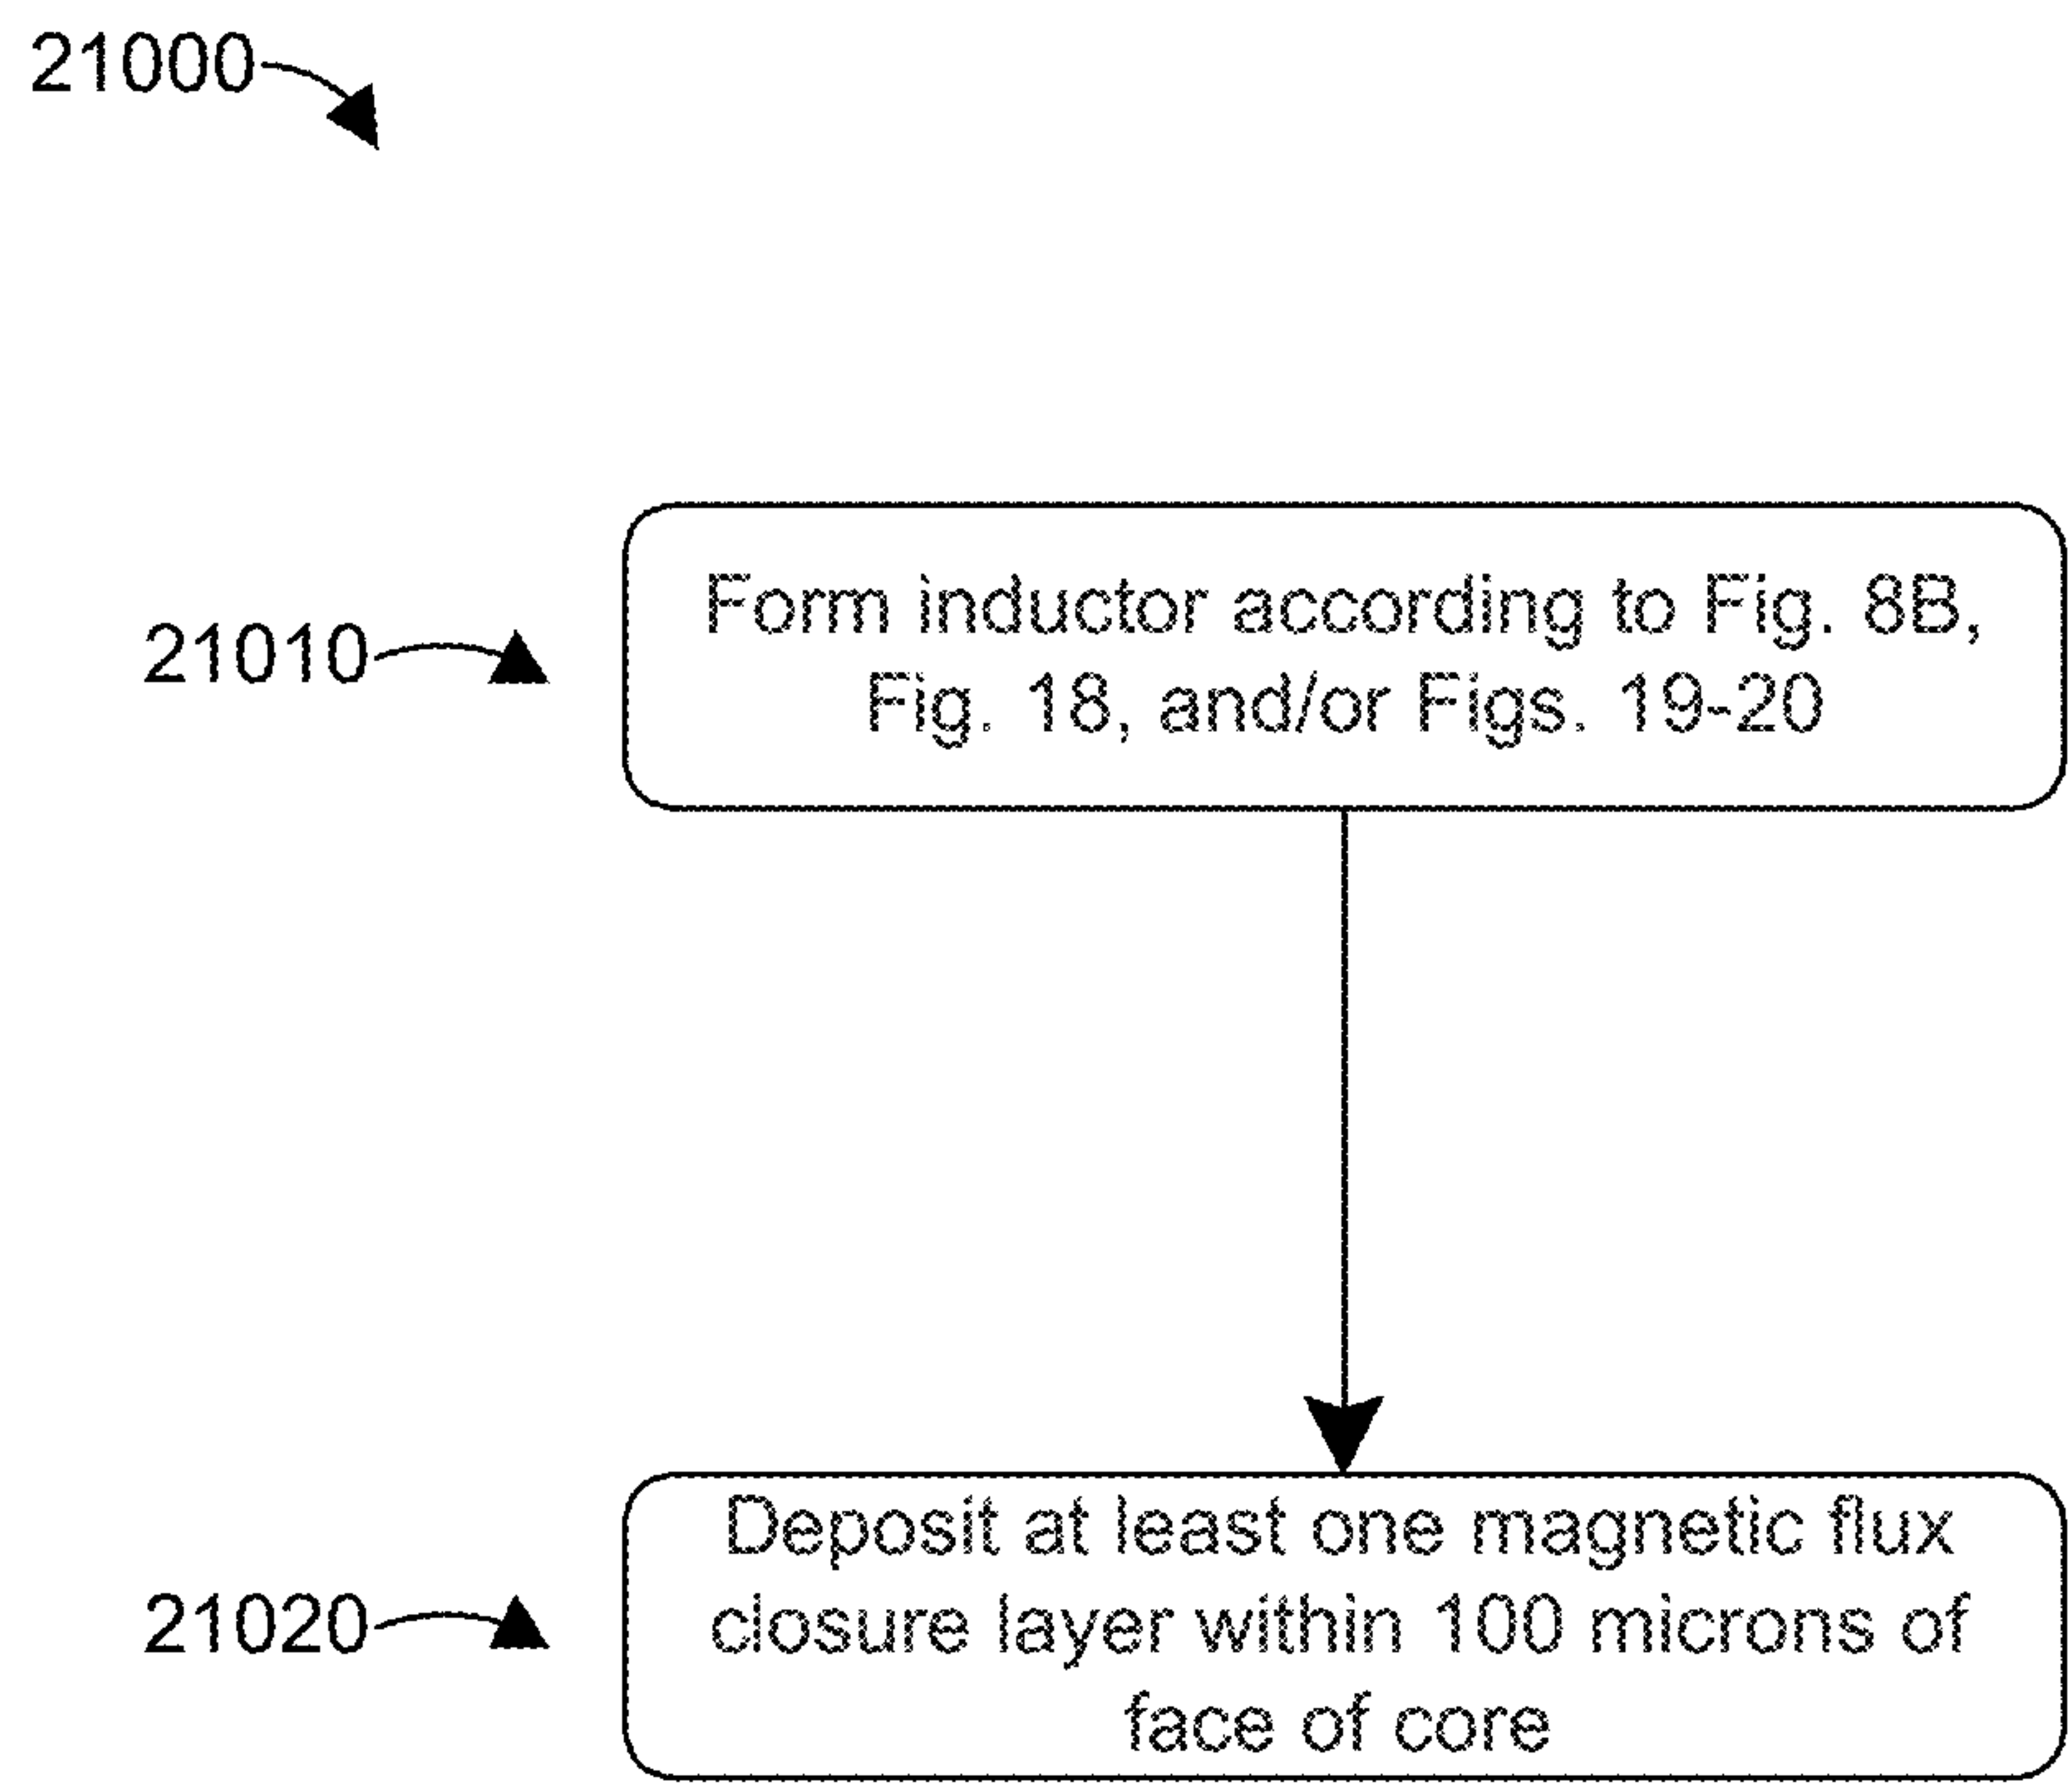 21000
21010
Form inductor according to Fig. 8B,
Fig. 18, and/or Figs. 19-20
21020
Deposit at least one magnetic flux
closure layer within 100 microns of
face of core